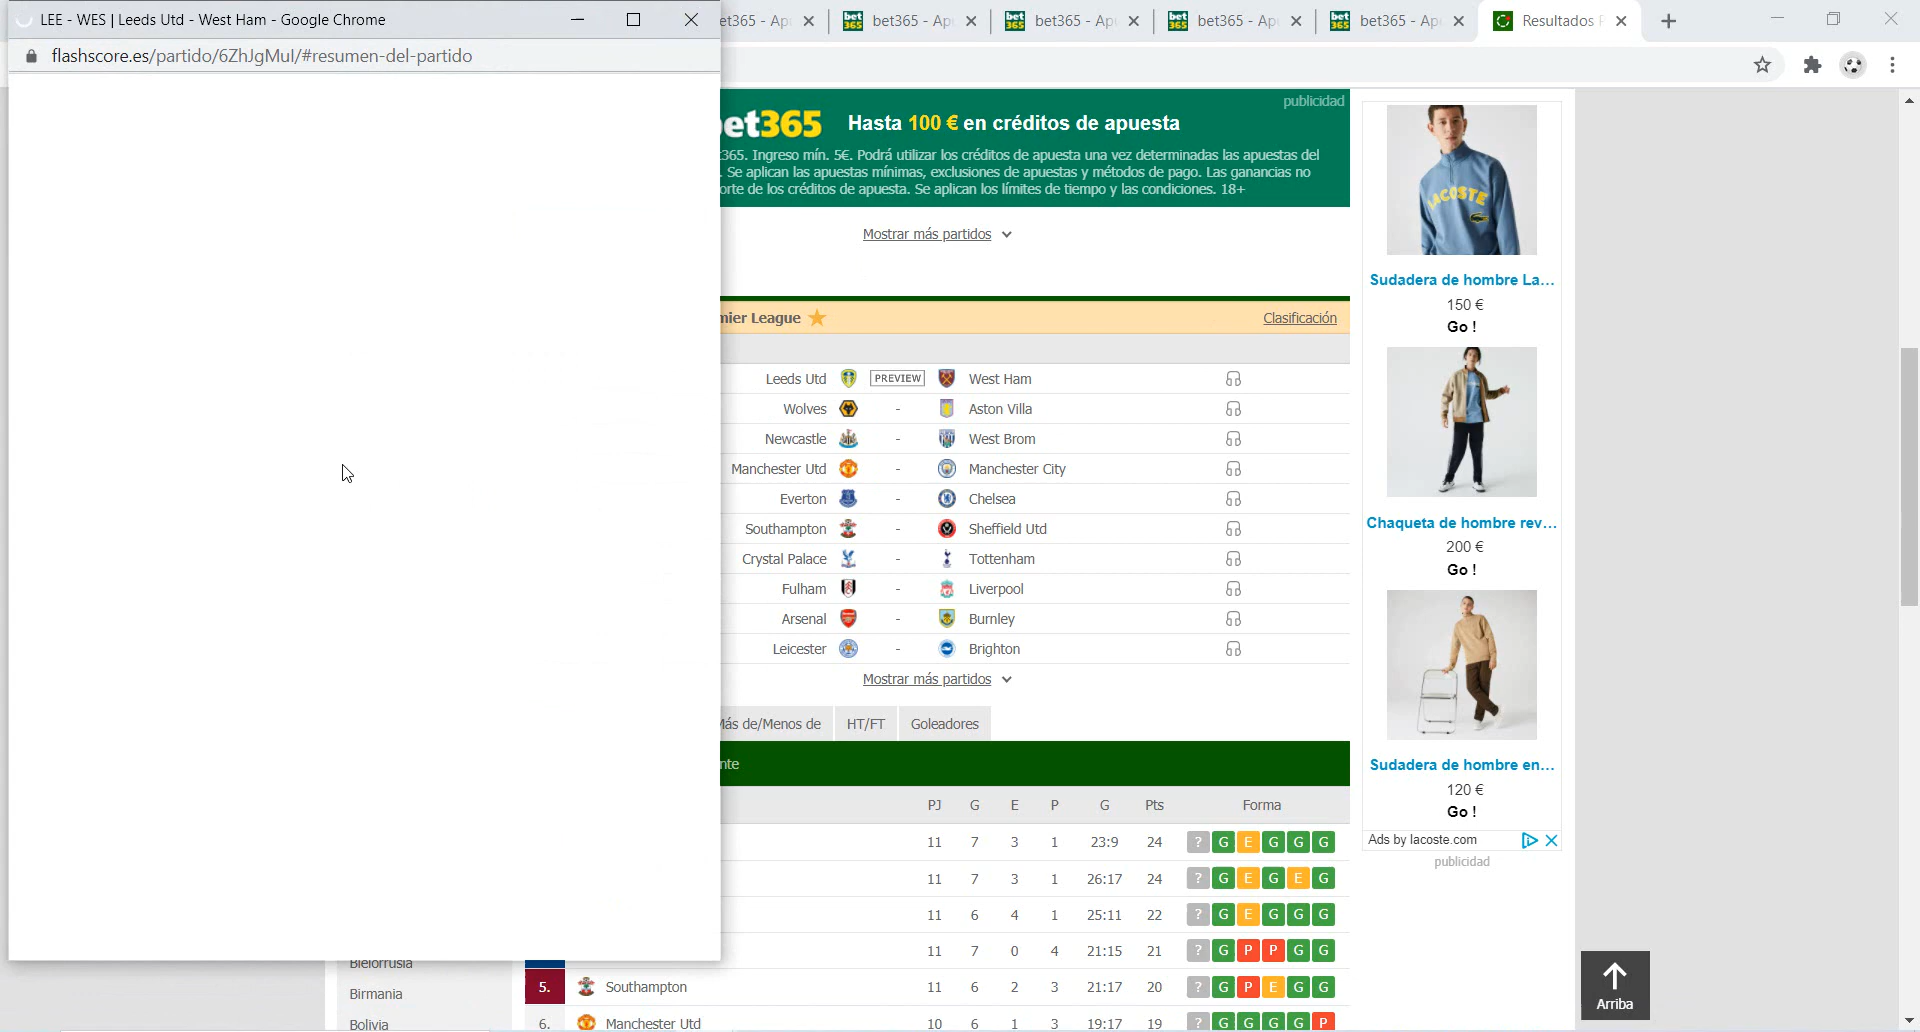 LEE - WES | Leeds Utd - West Ham - Google Chrome
flashscore.es/partido/6ZhJgMuI/#resumen-del-partido
bet365 - Ap
bet365 - Ap
bet365 - Ap
bet365 - Ap
Resultados
publicidad
bet365 Hasta 100 € en créditos de apuesta
365. Ingreso mín. 5€. Podrá utilizar los créditos de apuesta una vez determinadas las apuestas del
. Se aplican las apuestas mínimas, exclusiones de apuestas y métodos de pago. Las ganancias no
orte de los créditos de apuesta. Se aplican los límites de tiempo y las condiciones. 18+
Mostrar más partidos
mier League Clasificación
Leeds Utd PREVIEW West Ham
Wolves - Aston Villa
Newcastle - West Brom
Manchester Utd - Manchester City
Everton - Chelsea
Southampton - Sheffield Utd
Crystal Palace - Tottenham
Fulham - Liverpool
Arsenal - Burnley
Leicester - Brighton
Mostrar más partidos
Más de/Menos de HT/FT Goleadores
nte
PJ G E P G Pts Forma
11 7 3 1 23:9 24 ? G E G G G
11 7 3 1 26:17 24 ? G E G E G
11 6 4 1 25:11 22 ? G E G G G
11 7 0 4 21:15 21 ? G P P G G
5. Southampton 11 6 2 3 21:17 20 ? G P E G G
6. Manchester Utd 10 6 1 3 19:17 19 ? G G G G P
Bielorrusia
Birmania
Bolivia
LACOSTE
Sudadera de hombre La...
150 €
Go !
Chaqueta de hombre rev...
200 €
Go !
Sudadera de hombre en...
120 €
Go !
Ads by lacoste.com
publicidad
Arriba